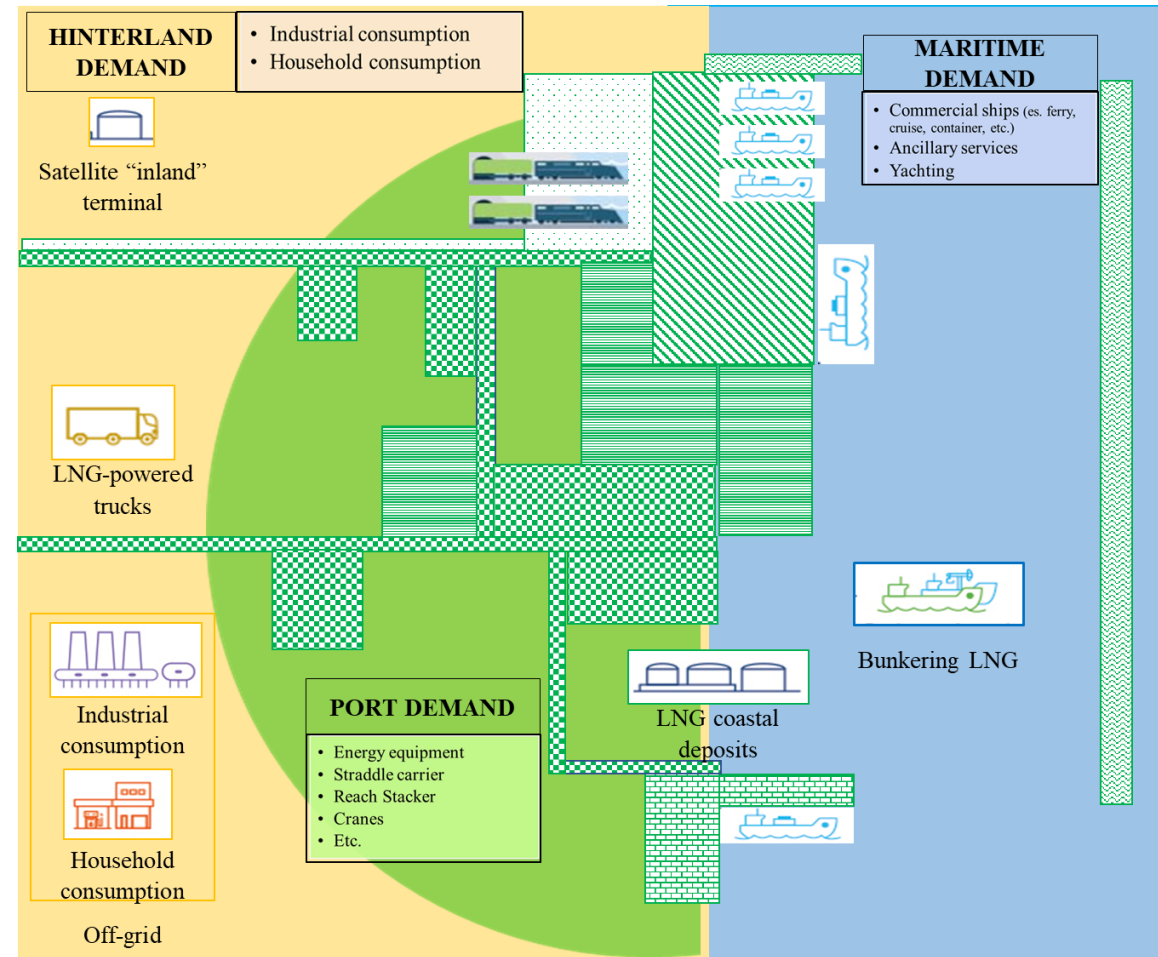 HINTERLAND
DEMAND
• Industrial consumption
• Household consumption
MARITIME
DEMAND
• Commercial ships (es. ferry,
cruise, container, etc.)
• Ancillary services
• Yachting
Satellite “inland”
terminal
LNG-powered
trucks
Industrial
consumption
Household
consumption
Off-grid
PORT DEMAND
• Energy equipment
• Straddle carrier
• Reach Stacker
• Cranes
• Etc.
LNG coastal
deposits
Bunkering LNG